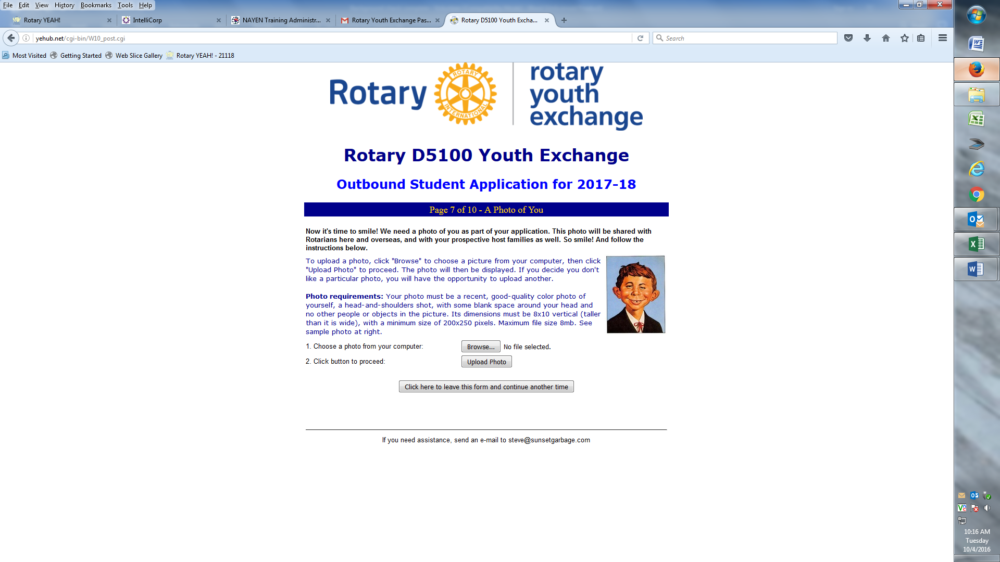 File Edit View History Bookmarks Tools Help
Rotary YEAH!
IntelliCorp
NAYEN Training Administr...
Rotary Youth Exchange Pas...
Rotary D5100 Youth Excha...
yehub.net/cgi-bin/W10_post.cgi
Search
Most Visited
Getting Started
Web Slice Gallery
Rotary YEAH! - 21118
Rotary
ROTARY
INTERNATIONAL
rotary
youth
exchange
Rotary D5100 Youth Exchange
Outbound Student Application for 2017-18
Page 7 of 10 - A Photo of You
Now it's time to smile! We need a photo of you as part of your application. This photo will be shared with
Rotarians here and overseas, and with your prospective host families as well. So smile! And follow the
instructions below.
To upload a photo, click "Browse" to choose a picture from your computer, then click
"Upload Photo" to proceed. The photo will then be displayed. If you decide you don't
like a particular photo, you will have the opportunity to upload another.
Photo requirements: Your photo must be a recent, good-quality color photo of
yourself, a head-and-shoulders shot, with some blank space around your head and
no other people or objects in the picture. Its dimensions must be 8x10 vertical (taller
than it is wide), with a minimum size of 200x250 pixels. Maximum file size 8mb. See
sample photo at right.
1. Choose a photo from your computer:
Browse... No file selected.
2. Click button to proceed:
Upload Photo
Click here to leave this form and continue another time
If you need assistance, send an e-mail to steve@sunsetgarbage.com
10:16 AM
Tuesday
10/4/2016